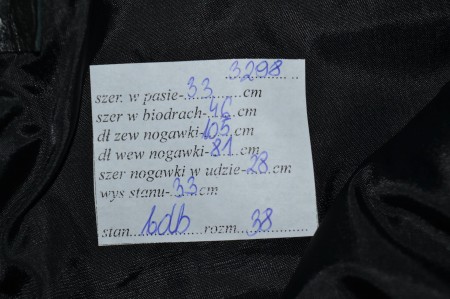 3298
szer. w pasie-33cm
szer w biodrach-46cm
dł zew nogawki-105cm
dł wew nogawki-81cm
szer nogawki w udzie-28cm
wys stanu-33cm
stan bdb rozm. 38